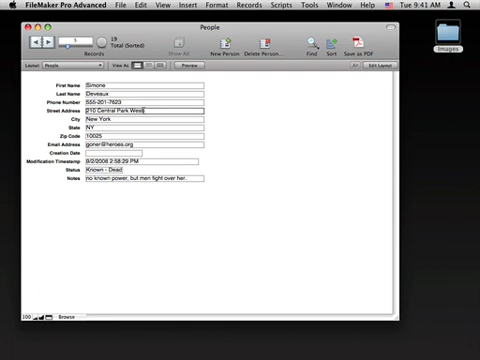 FileMaker Pro Advanced File Edit View Insert Format Records Scripts Tools Window Help Tue 9:41 AM
People
Images
5
19
Total (Sorted)
Records
Show All
New Person
Delete Person...
Find
Sort
Save as PDF
Layout: People
View As:
Preview
Edit Layout
First Name Simone
Last Name Deveaux
Phone Number 555-201-7623
Street Address 210 Central Park West
City New York
State NY
Zip Code 10025
Email Address goner@heroes.org
Creation Date
Modification Timestamp 9/2/2008 2:58:29 PM
Status Known - Dead
Notes no known power, but men fight over her.
100 Browse